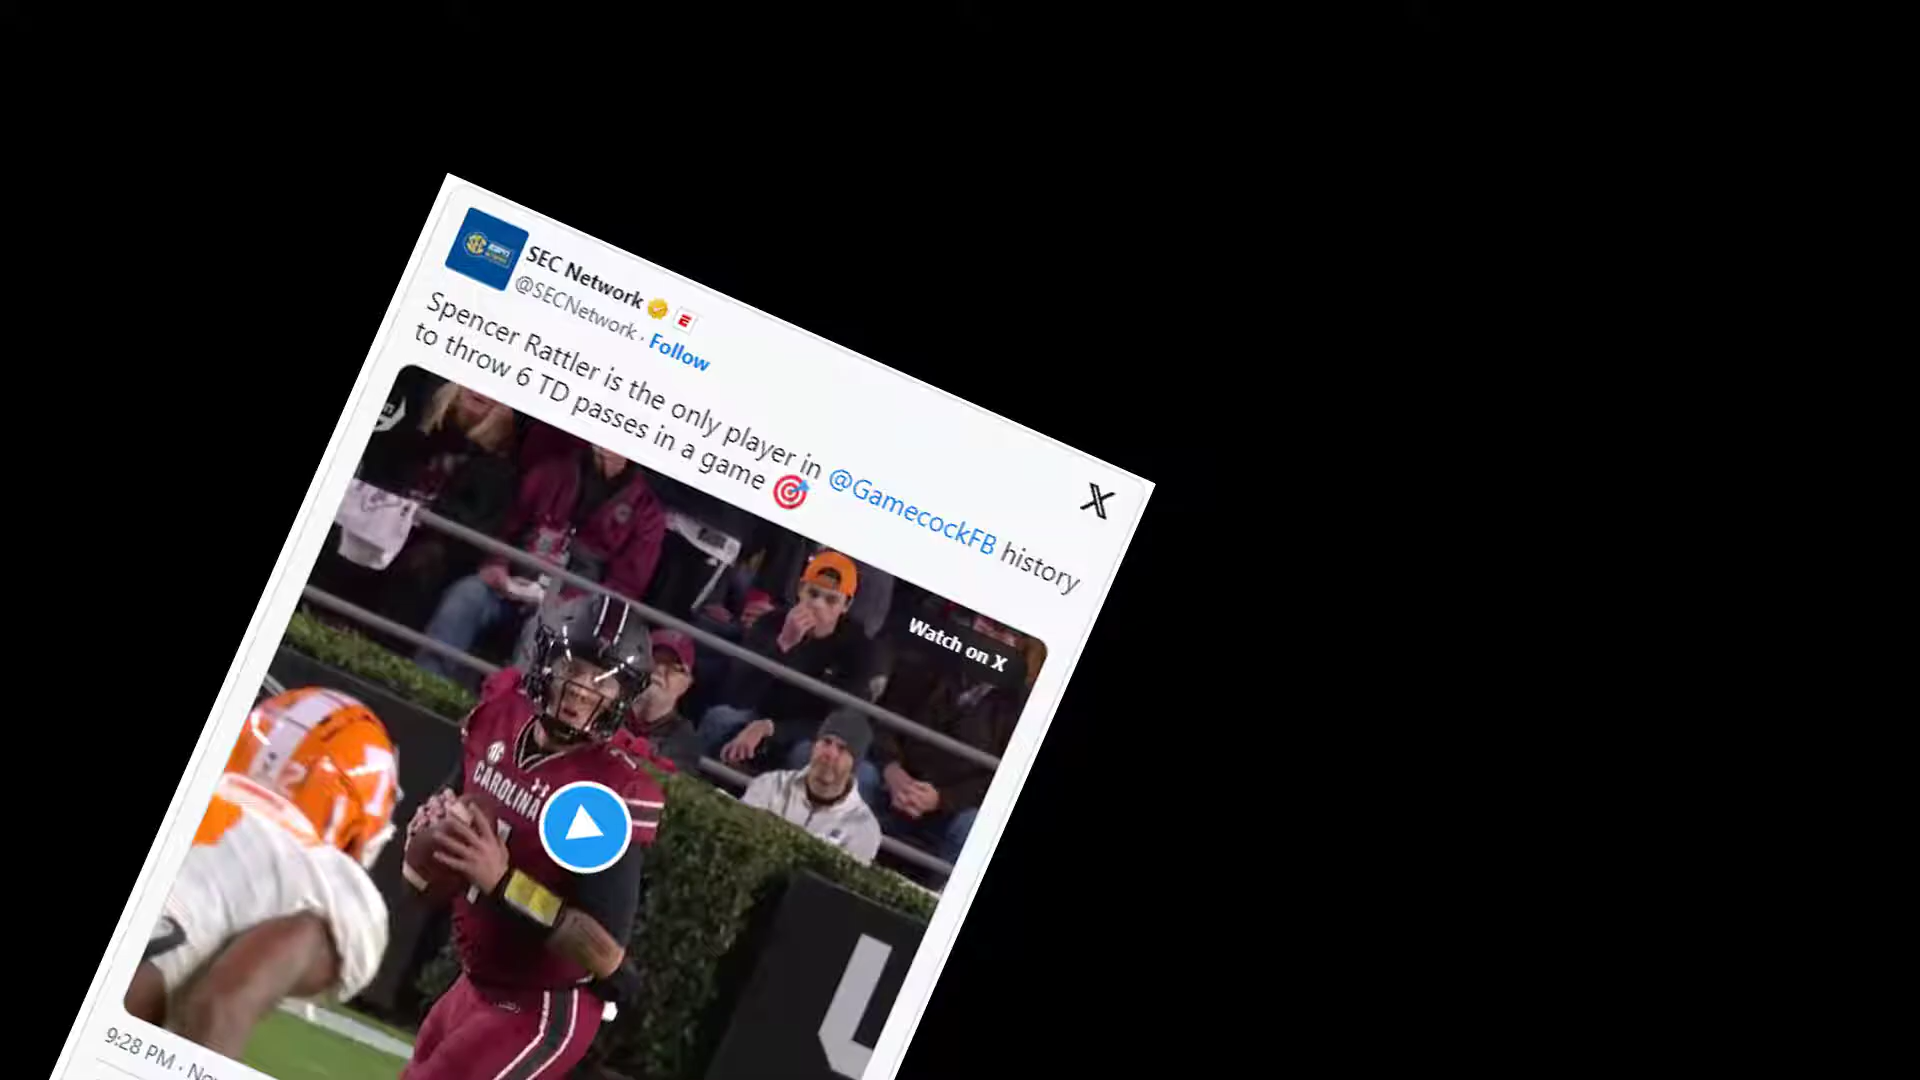 SEC Network
@SECNetwork · Follow
Spencer Rattler is the only player in @GamecockFB history
to throw 6 TD passes in a game
Watch on X
CAROLINA
9:28 PM ·